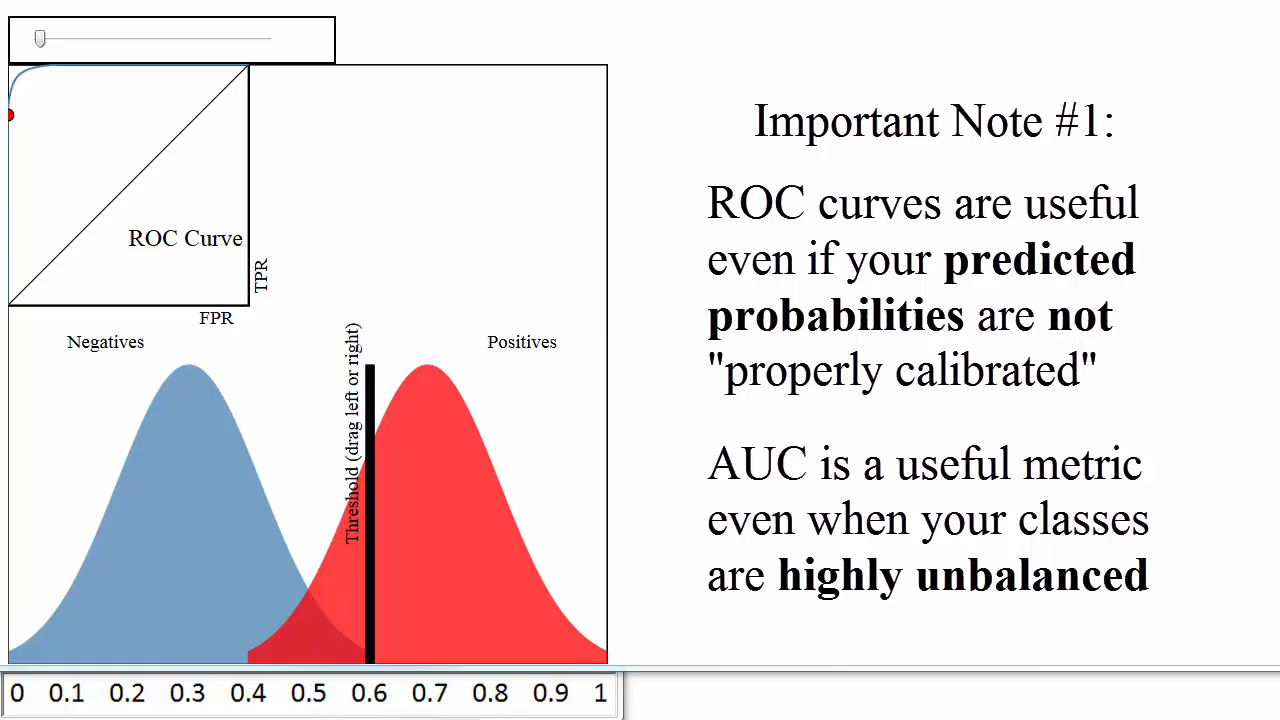 Important Note #1:
ROC curves are useful
even if your predicted
probabilities are not
"properly calibrated"
AUC is a useful metric
even when your classes
are highly unbalanced
ROC Curve
TPR
FPR
Negatives
Positives
Threshold (drag left or right)
0 0.1 0.2 0.3 0.4 0.5 0.6 0.7 0.8 0.9 1